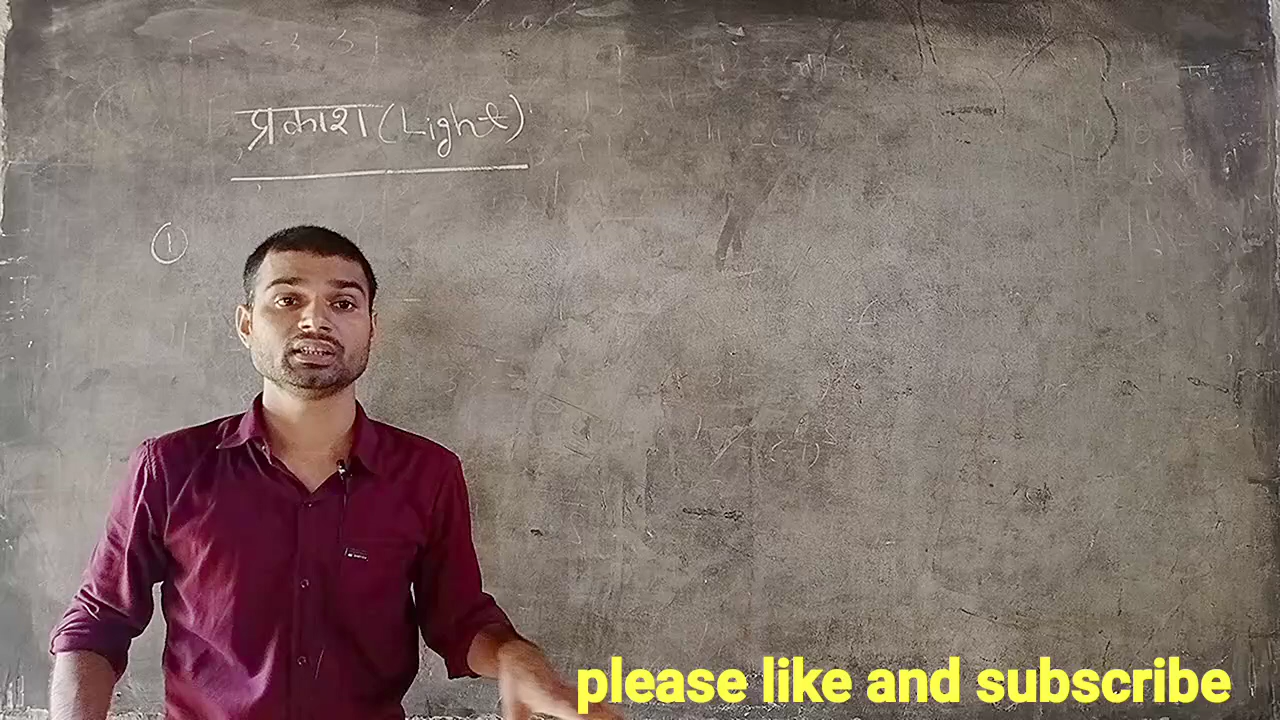 प्रकाश (Light)
①
please like and subscribe